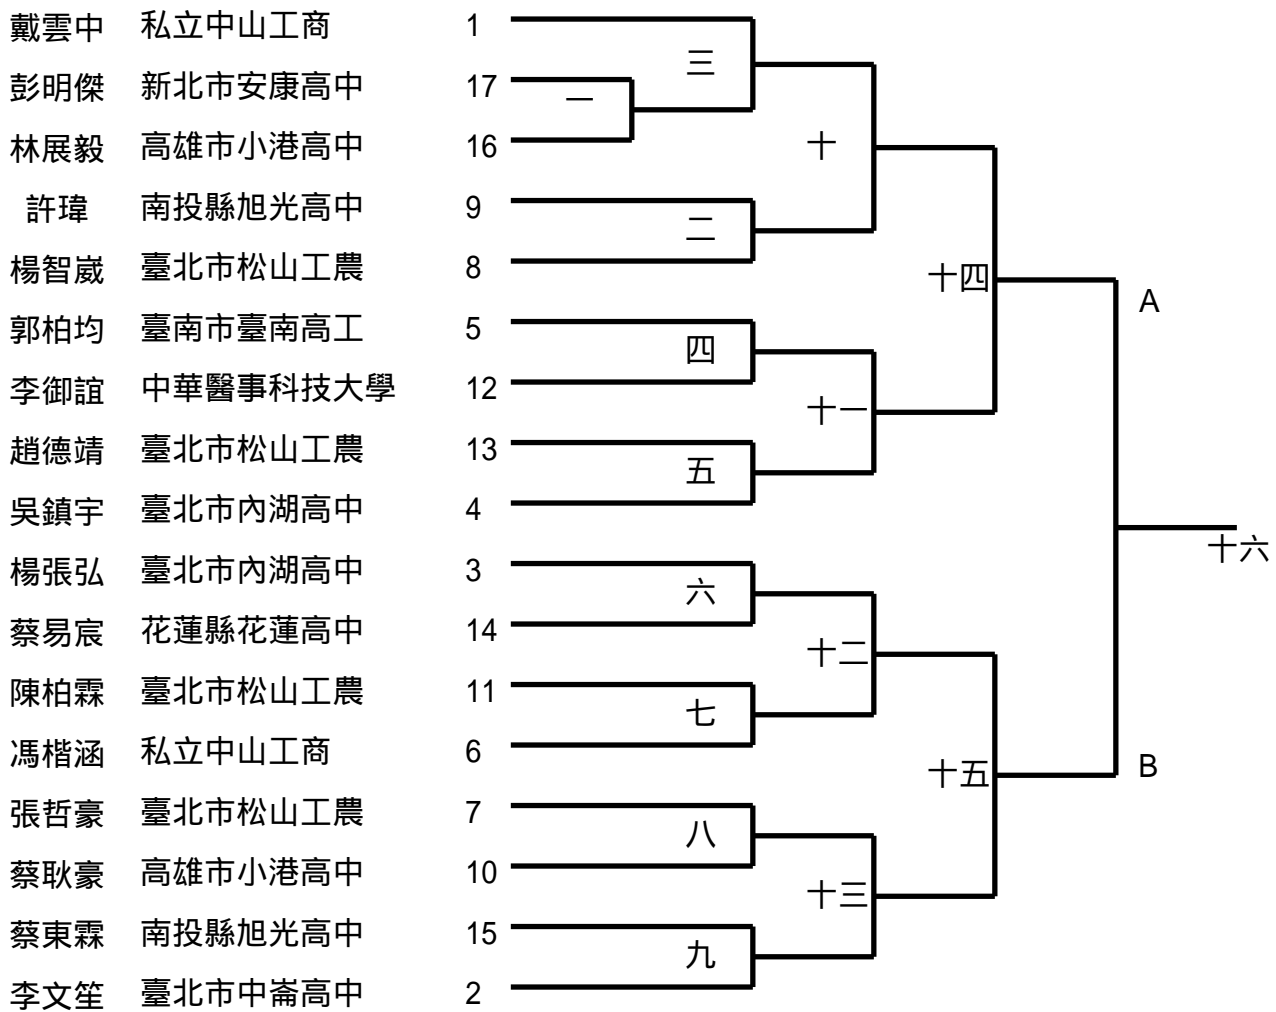 戴雲中 私立中山工商 1
三
彭明傑 新北市安康高中 17
一
林展毅 高雄市小港高中 16
十
許瑋 南投縣旭光高中 9
二
楊智崴 臺北市松山工農 8
十四
A
郭柏均 臺南市臺南高工 5
四
李御誼 中華醫事科技大學 12
十一
趙德靖 臺北市松山工農 13
五
吳鎮宇 臺北市內湖高中 4
十六
楊張弘 臺北市內湖高中 3
六
蔡易宸 花蓮縣花蓮高中 14
十二
陳柏霖 臺北市松山工農 11
七
馮楷涵 私立中山工商 6
十五
B
張哲豪 臺北市松山工農 7
八
蔡耿豪 高雄市小港高中 10
十三
蔡東霖 南投縣旭光高中 15
九
李文笙 臺北市中崙高中 2